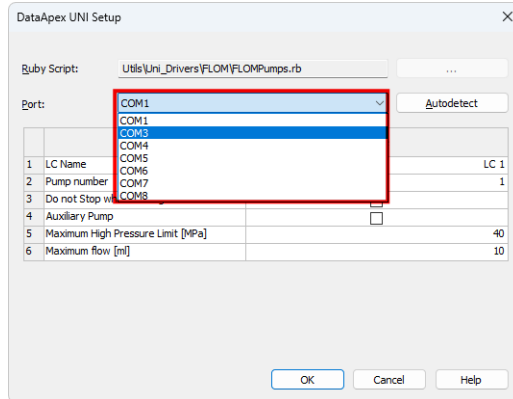 DataApex UNI Setup
Ruby Script: Utils\Uni_Drivers\FLOM\FLOMPumps.rb ...
Port: COM1 Autodetect
COM1
COM3
COM4
COM5
COM6
COM7
COM8
1 LC Name LC 1
2 Pump number 1
3 Do not Stop
4 Auxiliary Pump
5 Maximum High Pressure Limit [MPa] 40
6 Maximum flow [ml] 10
OK Cancel Help